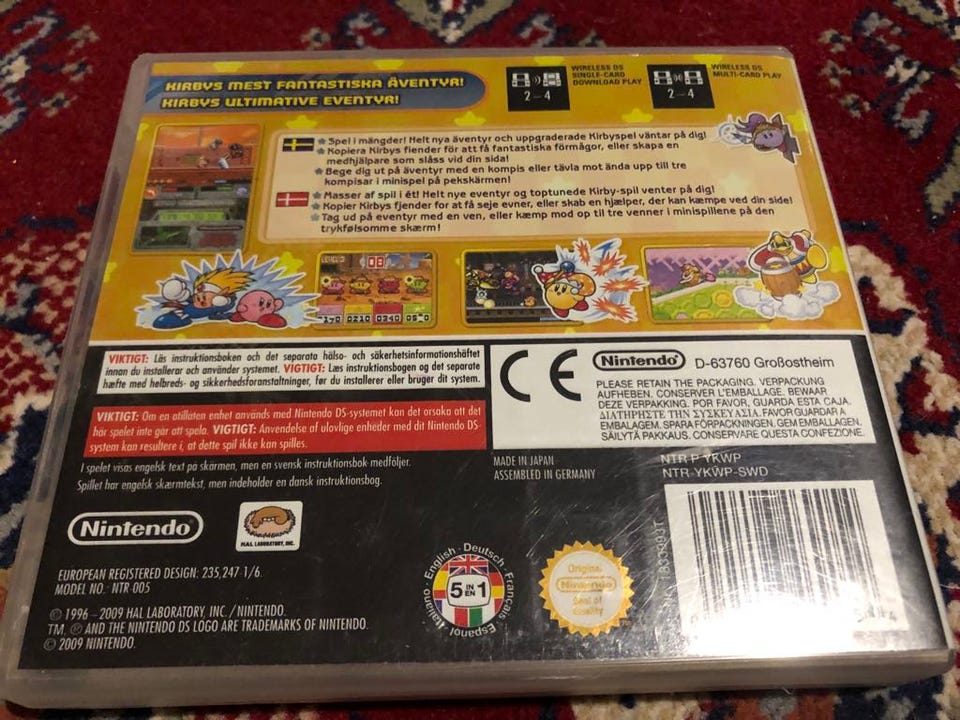 KIRBYS MEST FANTASTISKA ÄVENTYR!
KIRBYS ULTIMATIVE EVENTYR!
WIRELESS DS
SINGLE-CARD
DOWNLOAD PLAY
2–4
WIRELESS DS
MULTI-CARD PLAY
2–4
Spel i mängder! Helt nya äventyr och uppgraderade Kirbyspel väntar på dig!
Kopiera Kirbys fiender för att få fantastiska förmågor, eller skapa en
medhjälpare som slåss vid din sida!
Bege dig ut på äventyr med en kompis eller tävla mot ända upp till tre
kompisar i minispel på pekskärmen!
Masser af spil i ét! Helt nye eventyr og toptunede Kirby-spil venter på dig!
Kopier Kirbys fjender for at få seje evner, eller skab en hjælper, der kan kæmpe ved din side!
Tag ud på eventyr med en ven, eller kæmp mod op til tre venner i minispillene på den
trykfølsomme skærm!
08
170 0210 0340 05 0
VIKTIGT: Läs instruktionsboken och det separata hälso- och säkerhetsinformationshäftet
innan du installerar och använder systemet. VIGTIGT: Læs instruktionsbogen og det separate
hæfte med helbreds- og sikkerhedsforanstaltninger, før du installerer eller bruger dit system.
VIKTIGT: Om en otillåten enhet används med Nintendo DS-systemet kan det orsaka att det
här spelet inte går att spela. VIGTIGT: Anvendelse af ulovlige enheder med dit Nintendo DS-
system kan resultere i, at dette spil ikke kan spilles.
I spelet visas engelsk text på skärmen, men en svensk instruktionsbok medföljer.
Spillet har engelsk skærmtekst, men indeholder en dansk instruktionsbog.
CE
Nintendo
D-63760 Großostheim
PLEASE RETAIN THE PACKAGING. VERPACKUNG
AUFHEBEN. CONSERVER L'EMBALLAGE. BEWAAR
DEZE VERPAKKING. POR FAVOR, GUARDA ESTA CAJA.
ΔΙΑΤΗΡΗΣΤΕ ΤΗΝ ΣΥΣΚΕΥΑΣΙΑ. FAVOR GUARDAR A
EMBALAGEM. SPARA FÖRPACKNINGEN. GEM EMBALLAGEN.
SÄILYTÄ PAKKAUS. CONSERVARE QUESTA CONFEZIONE.
MADE IN JAPAN
ASSEMBLED IN GERMANY
NTR P YKWP
NTR YKWP-SWD
Nintendo
HAL LABORATORY, INC.
EUROPEAN REGISTERED DESIGN: 235,247-1/6
MODEL NO.: NTR 005
© 1996 – 2009 HAL LABORATORY, INC. / NINTENDO.
TM, ® AND THE NINTENDO DS LOGO ARE TRADEMARKS OF NINTENDO.
© 2009 NINTENDO.
English · Deutsch · Français · Español · Italiano
5 IN EN 1
Original
Nintendo
Seal of
Quality